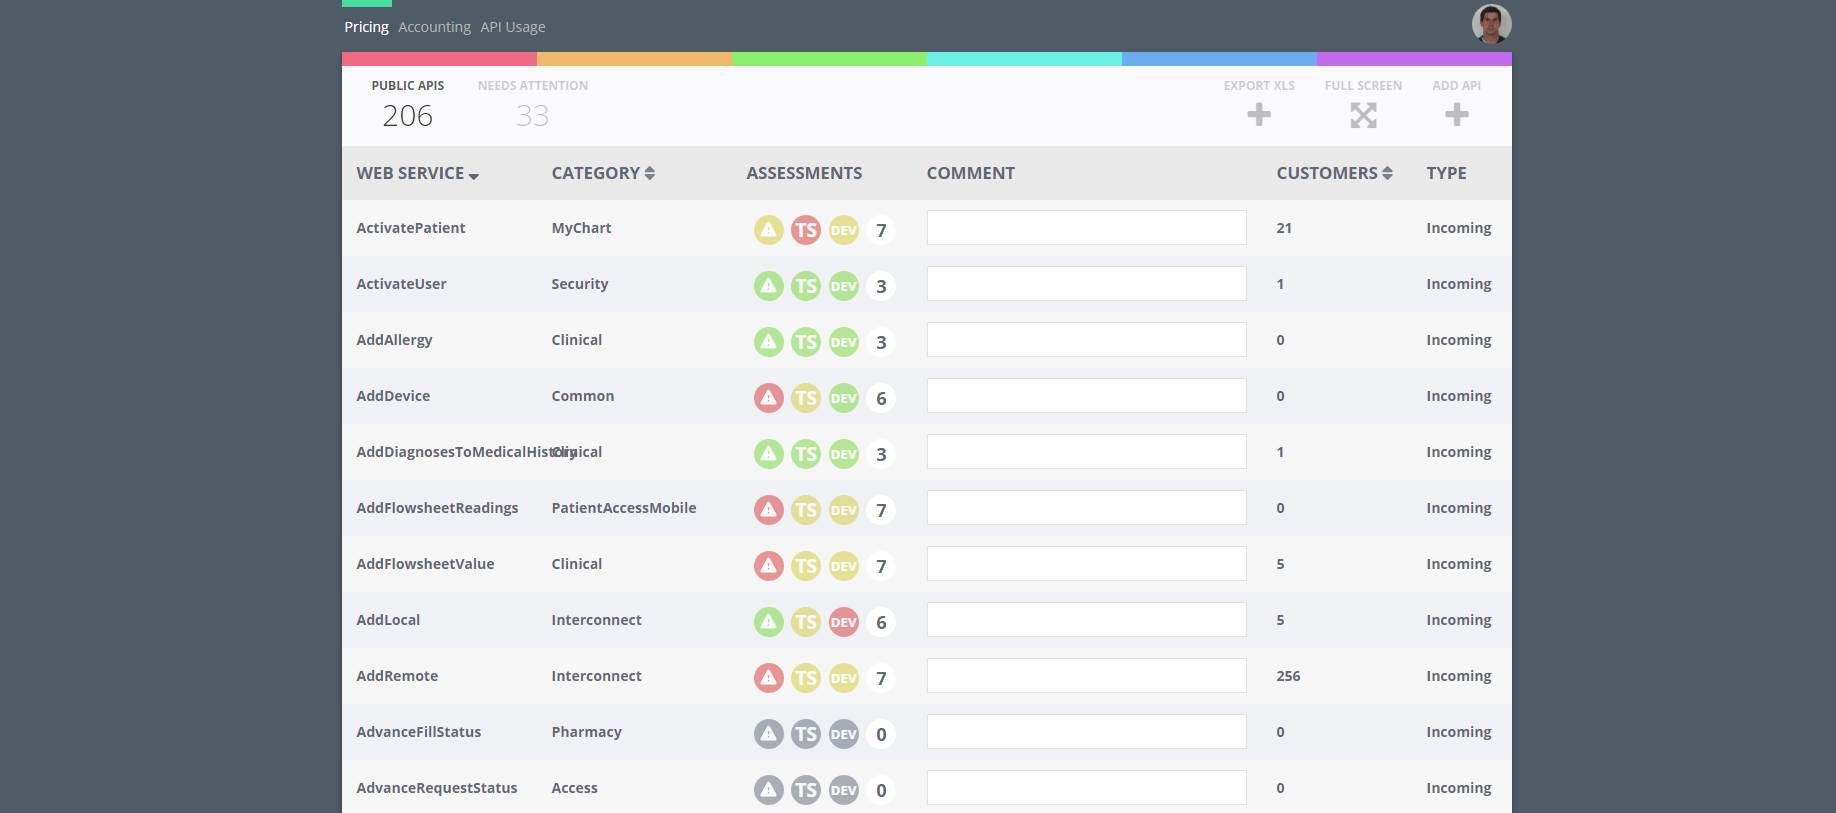 Pricing Accounting API Usage
PUBLIC APIS NEEDS ATTENTION EXPORT XLS FULL SCREEN ADD API
206 33
WEB SERVICE CATEGORY ASSESSMENTS COMMENT CUSTOMERS TYPE
ActivatePatient MyChart TS DEV 7 21 Incoming
ActivateUser Security TS DEV 3 1 Incoming
AddAllergy Clinical TS DEV 3 0 Incoming
AddDevice Common TS DEV 6 0 Incoming
AddDiagnosesToMedicalHistory Clinical TS DEV 3 1 Incoming
AddFlowsheetReadings PatientAccessMobile TS DEV 7 0 Incoming
AddFlowsheetValue Clinical TS DEV 7 5 Incoming
AddLocal Interconnect TS DEV 6 5 Incoming
AddRemote Interconnect TS DEV 7 256 Incoming
AdvanceFillStatus Pharmacy TS DEV 0 0 Incoming
AdvanceRequestStatus Access TS DEV 0 0 Incoming